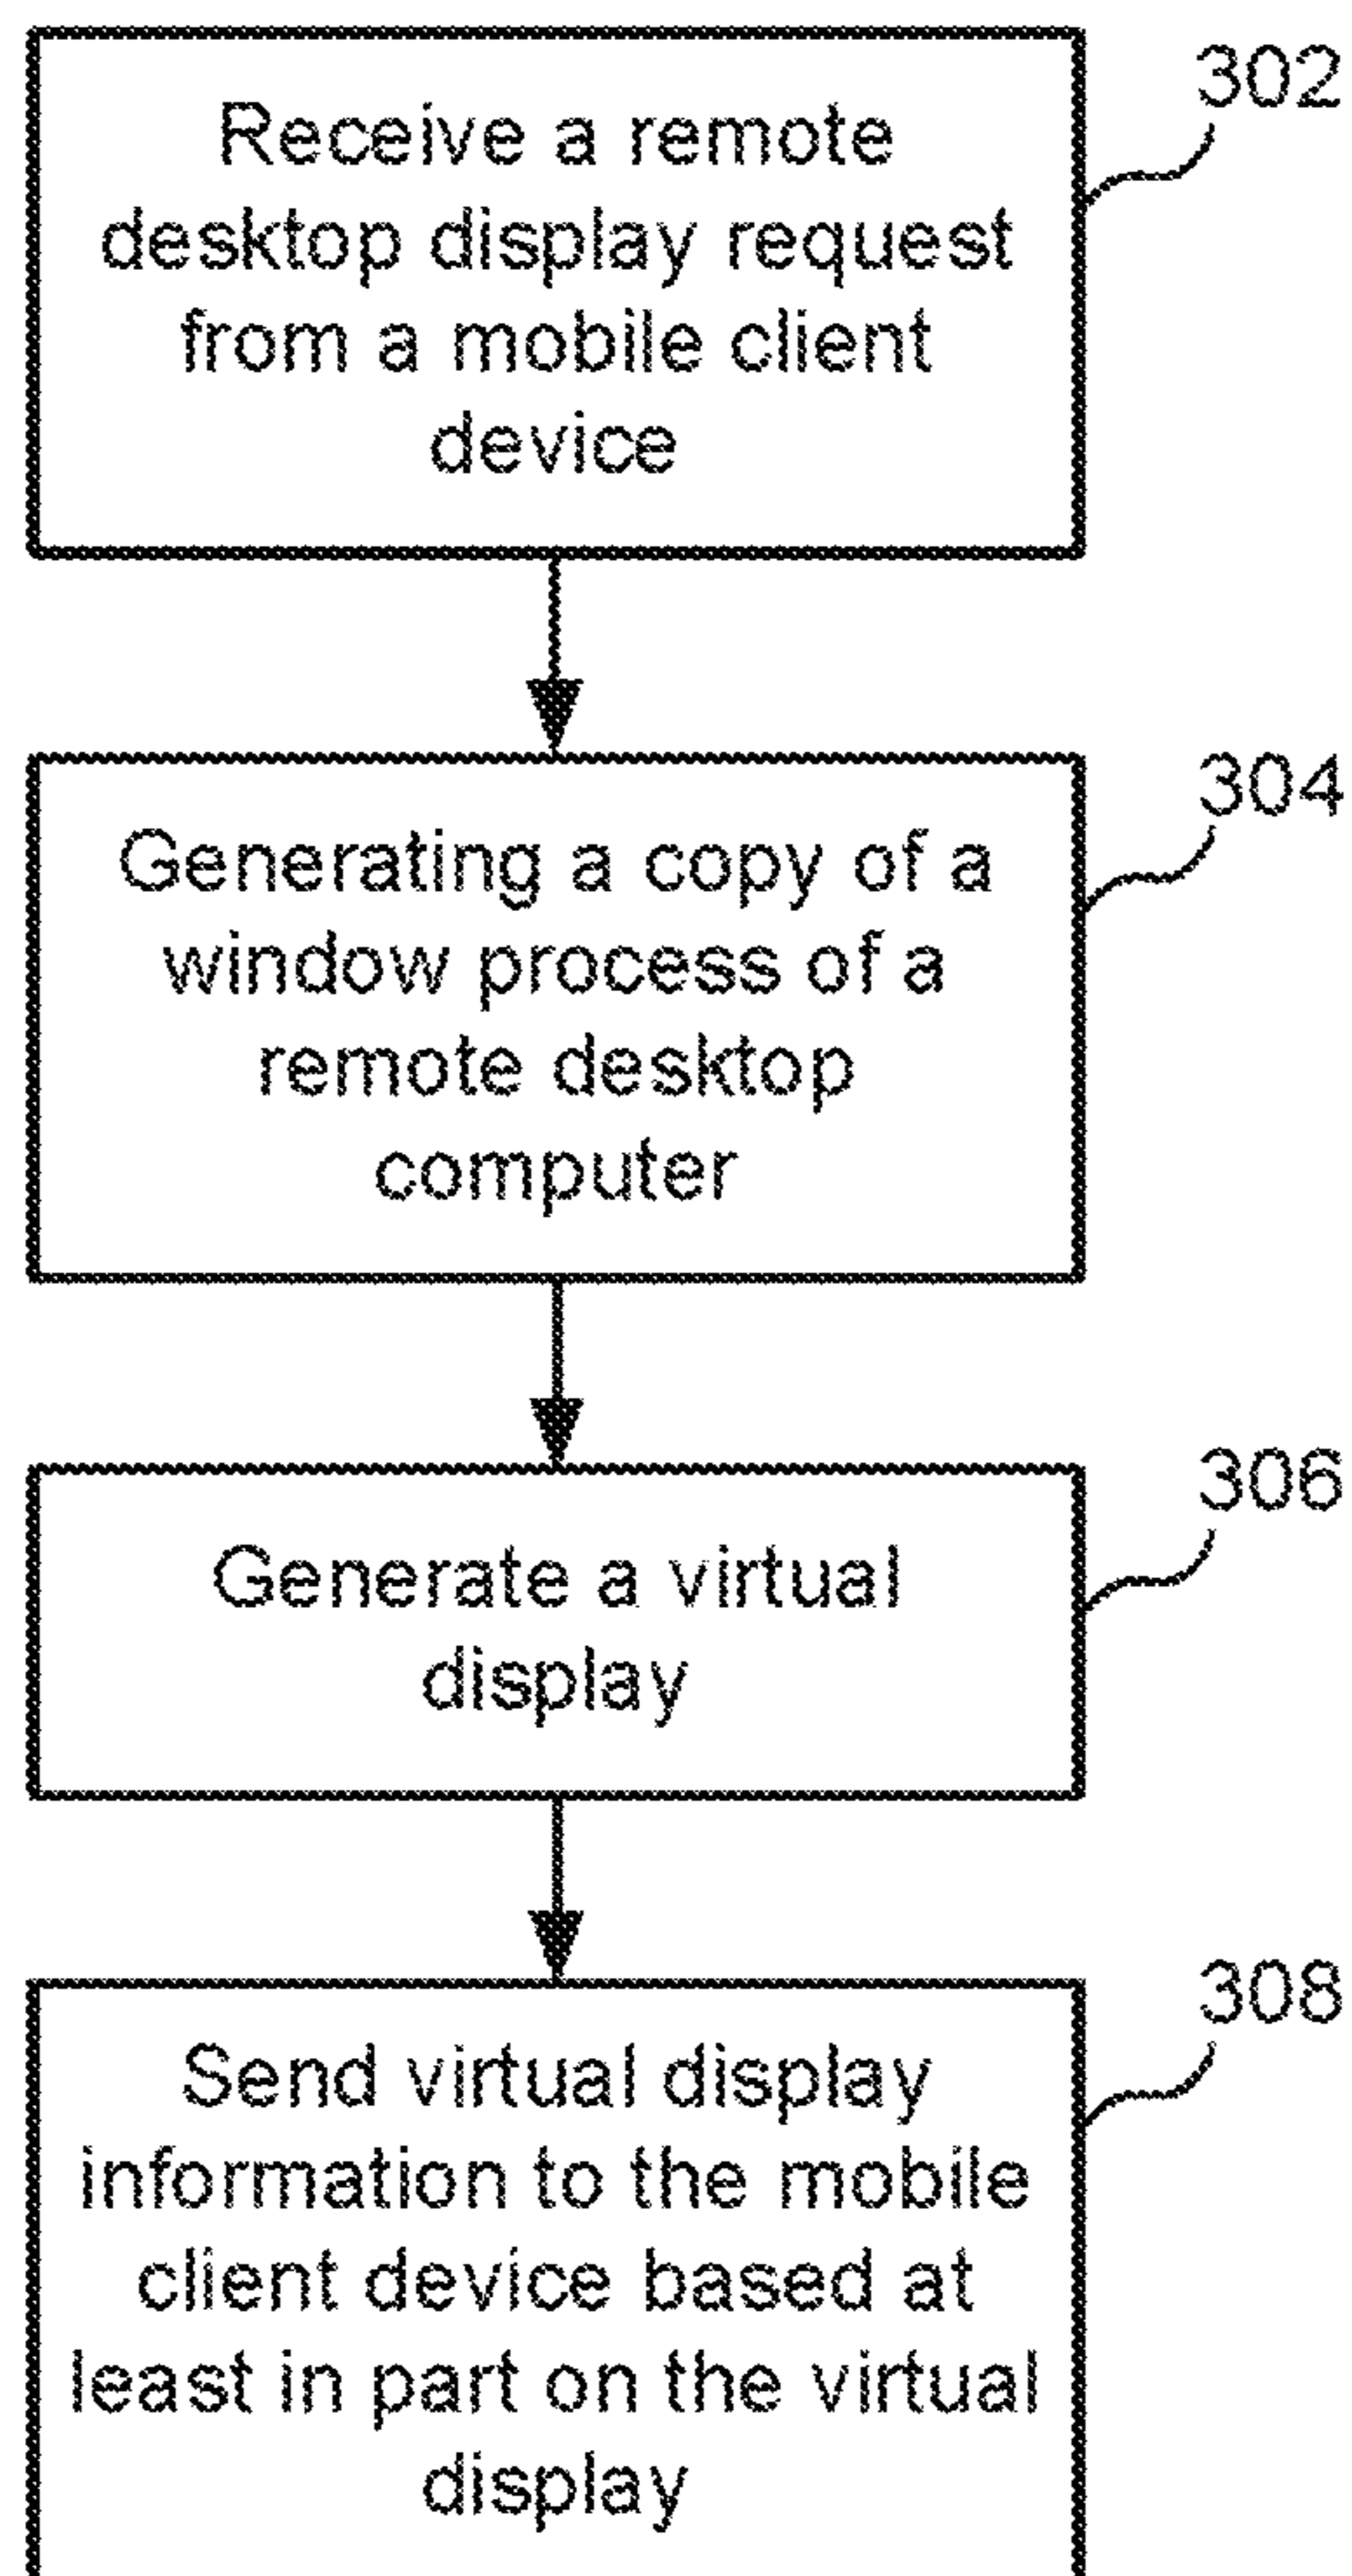 302
Receive a remote
desktop display request
from a mobile client
device
304
Generating a copy of a
window process of a
remote desktop
computer
306
Generate a virtual
display
308
Send virtual display
information to the mobile
client device based at
least in part on the virtual
display